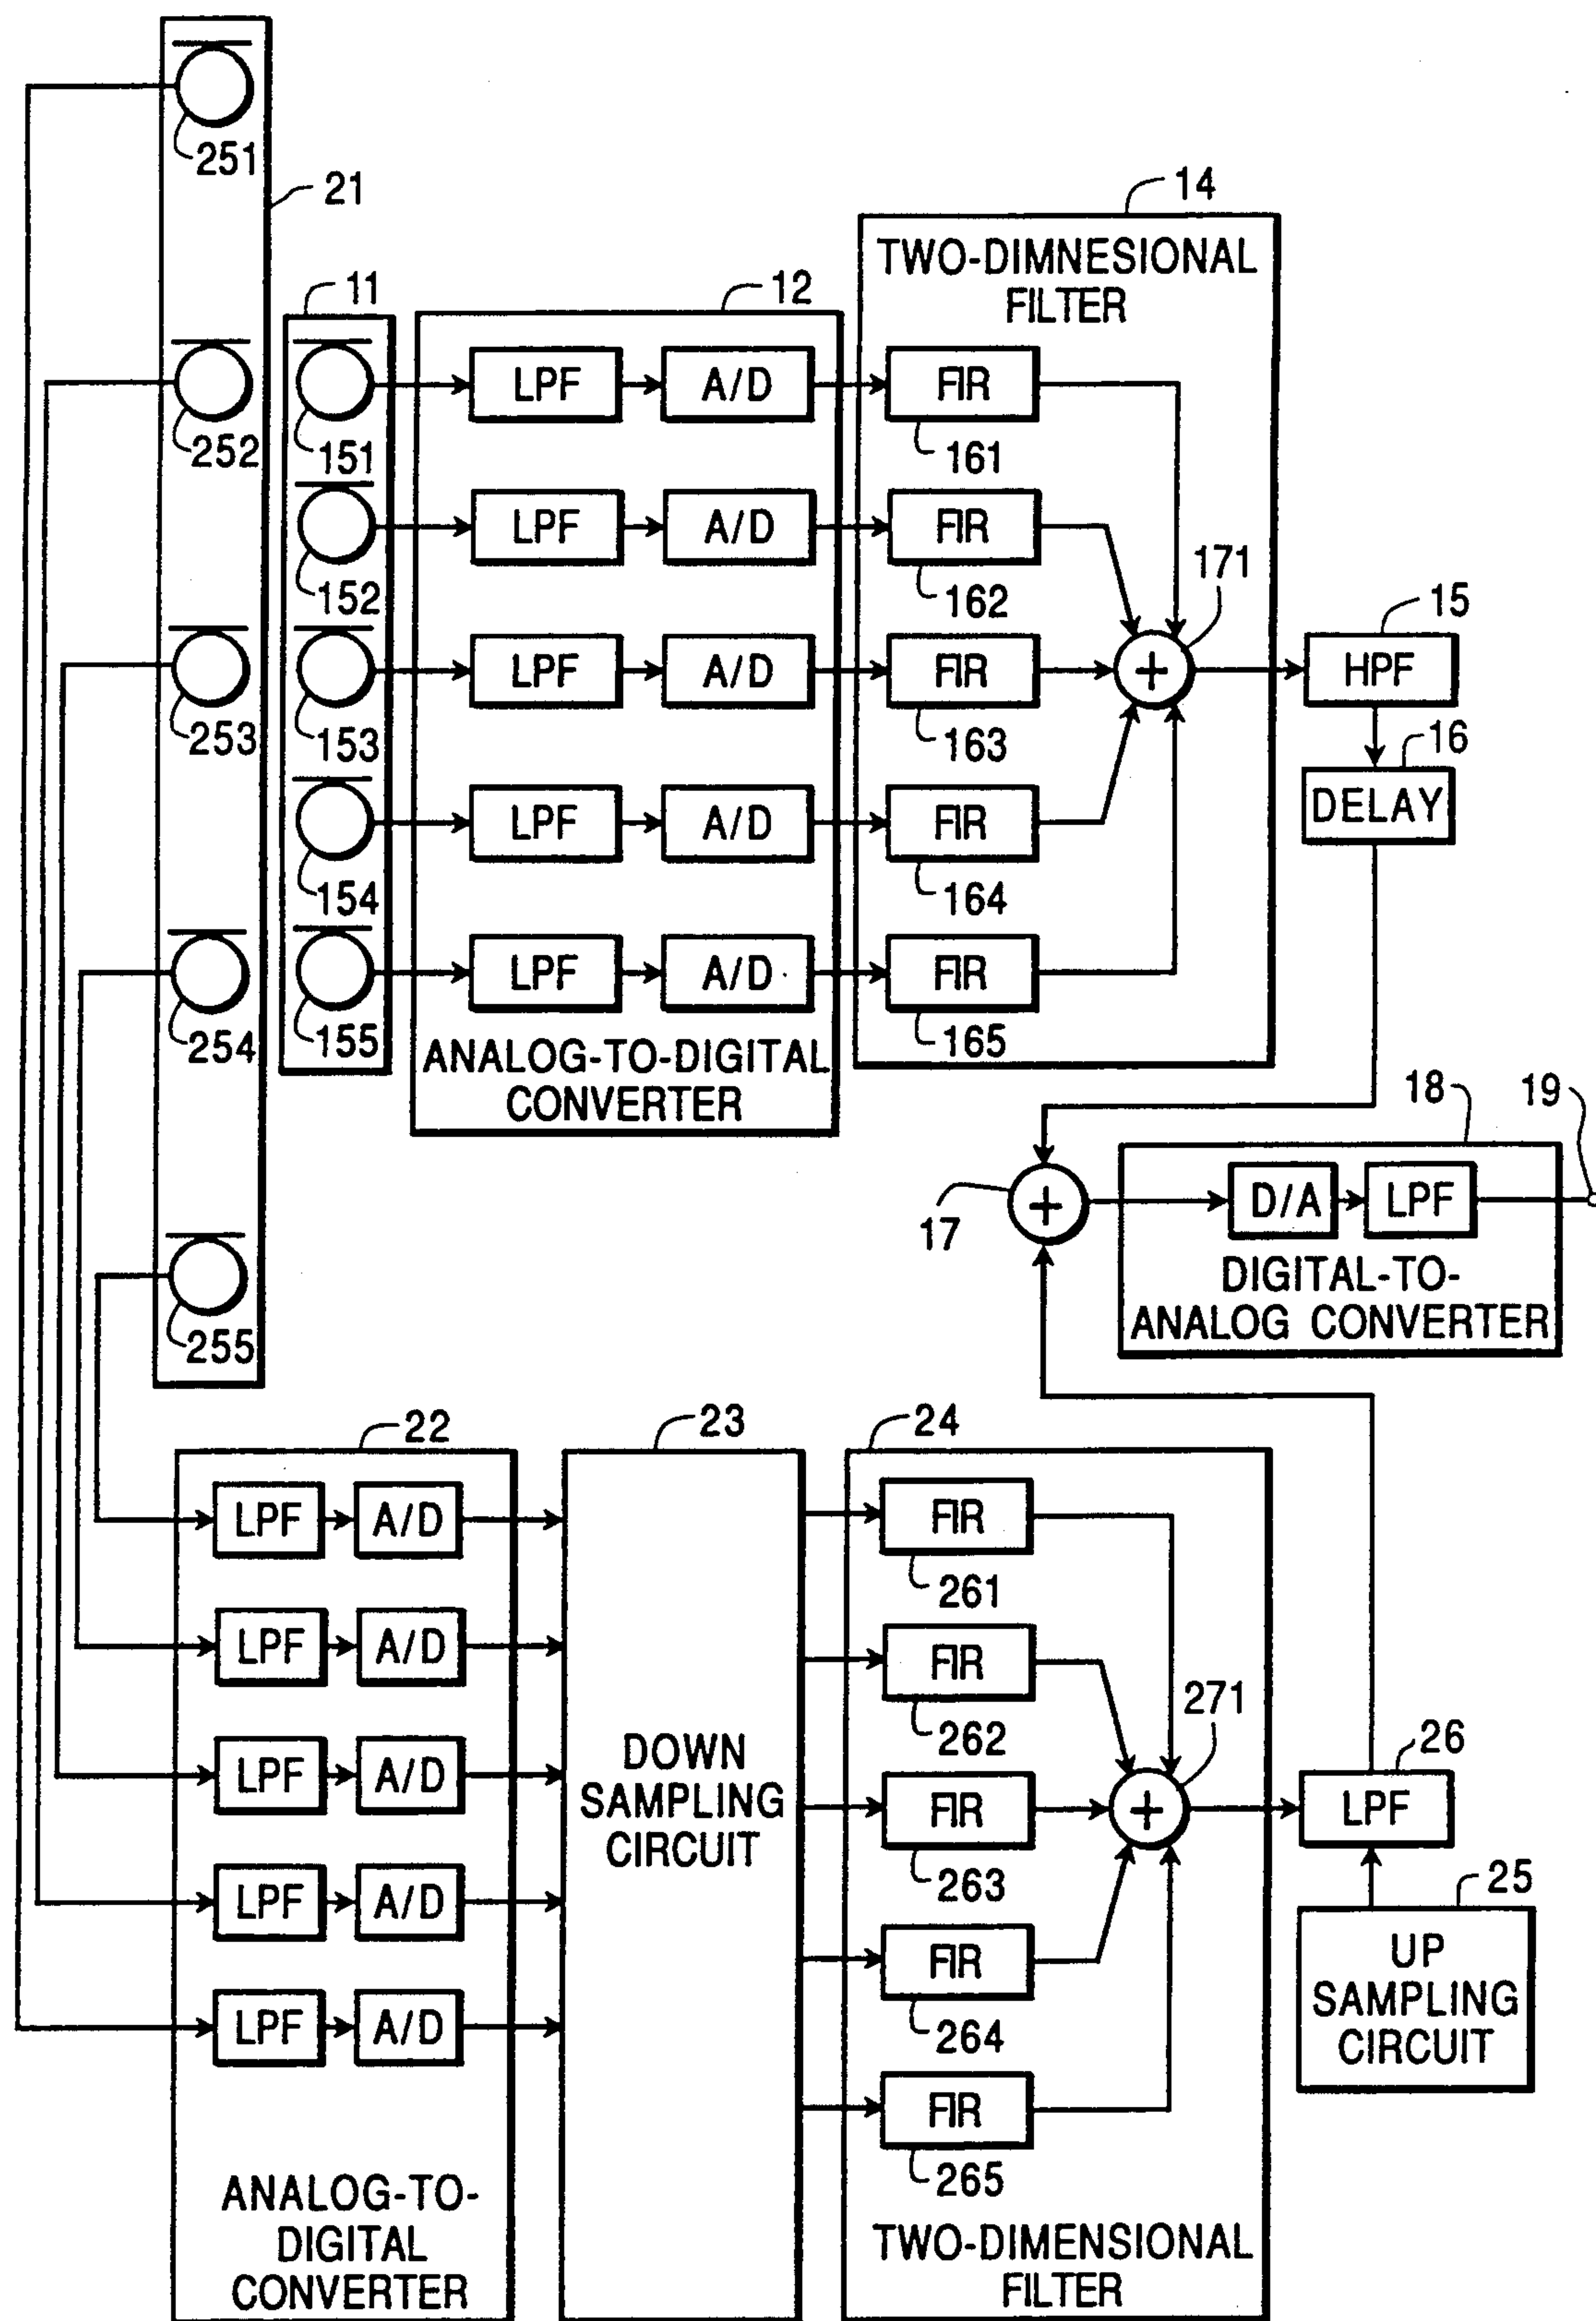 251
21
14
TWO-DIMNESIONAL
FILTER
11
12
252
151
LPF
A/D
FIR
161
152
LPF
A/D
FIR
162
171
15
HPF
253
153
LPF
A/D
FIR
163
16
DELAY
154
LPF
A/D
FIR
164
254
155
LPF
A/D
FIR
165
ANALOG-TO-DIGITAL
CONVERTER
18
19
17
D/A
LPF
DIGITAL-TO-
ANALOG CONVERTER
255
22
23
24
LPF
A/D
FIR
261
LPF
A/D
FIR
262
271
26
LPF
LPF
A/D
DOWN
SAMPLING
CIRCUIT
FIR
263
25
UP
SAMPLING
CIRCUIT
LPF
A/D
FIR
264
LPF
A/D
FIR
265
ANALOG-TO-
DIGITAL
CONVERTER
TWO-DIMENSIONAL
FILTER